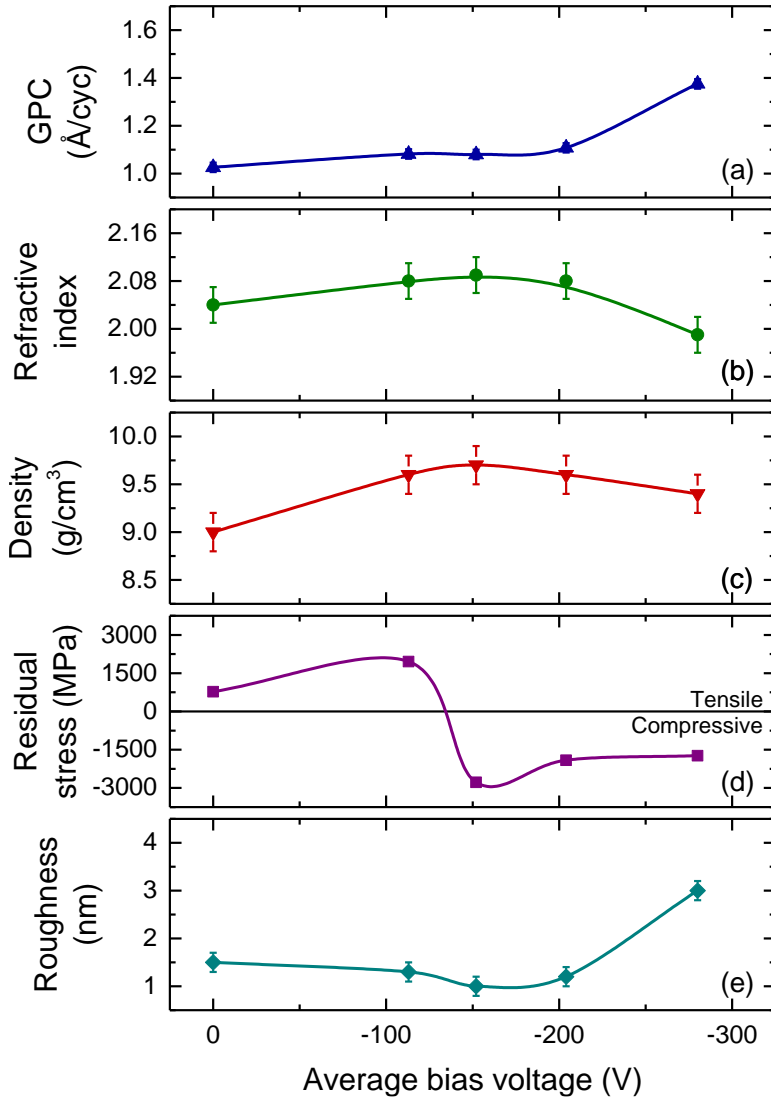 1.6
1.4
1.2
1.0
GPC
(Å/cyc)
(a)
2.16
2.08
2.00
1.92
Refractive
index
(b)
10.0
9.5
9.0
8.5
Density
(g/cm³)
(c)
3000
1500
0
-1500
-3000
Residual
stress (MPa)
Tensile
Compressive
(d)
4
3
2
1
Roughness
(nm)
(e)
0
-100
-200
-300
Average bias voltage (V)